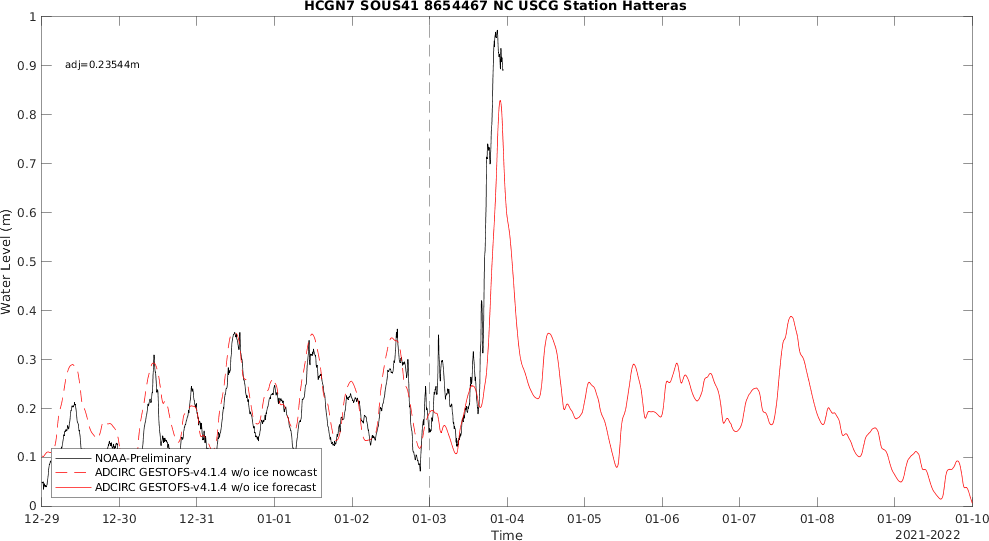 HCGN7 SOUS41 8654467 NC USCG Station Hatteras
1
0.9
0.8
0.7
0.6
0.5
0.4
0.3
0.2
0.1
0
Water Level (m)
adj=0.23544m
NOAA-Preliminary
ADCIRC GESTOFS-v4.1.4 w/o ice nowcast
ADCIRC GESTOFS-v4.1.4 w/o ice forecast
12-29 12-30 12-31 01-01 01-02 01-03 01-04 01-05 01-06 01-07 01-08 01-09 01-10
Time
2021-2022